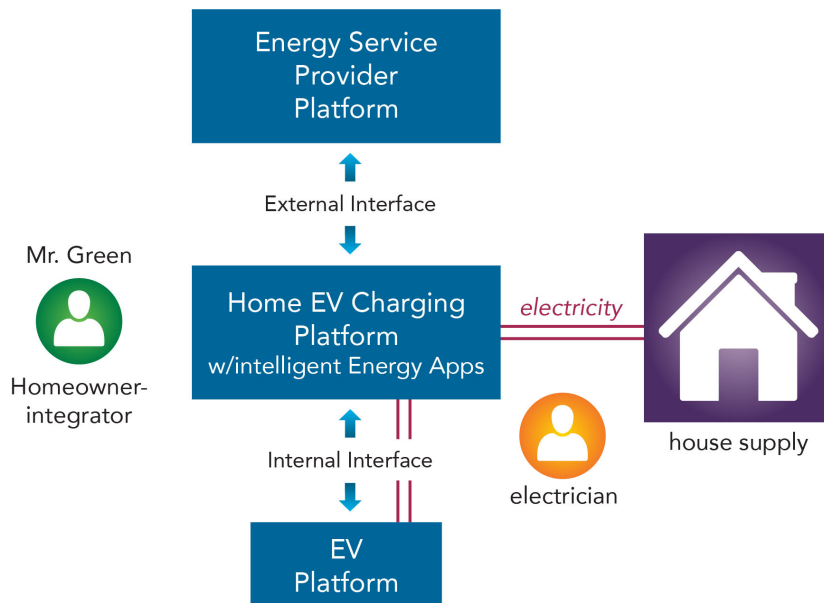 Energy Service
Provider
Platform
External Interface
Mr. Green
Homeowner-
integrator
Home EV Charging
Platform
w/intelligent Energy Apps
electricity
house supply
electrician
Internal Interface
EV
Platform